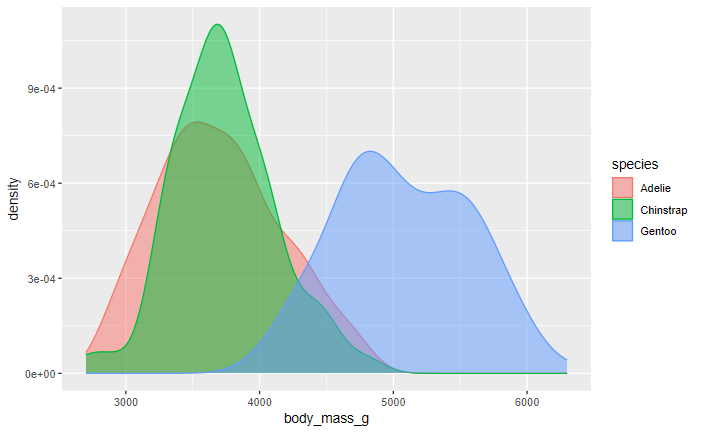 density
9e-04
6e-04
3e-04
0e+00
3000 4000 5000 6000
body_mass_g
species
Adelie
Chinstrap
Gentoo